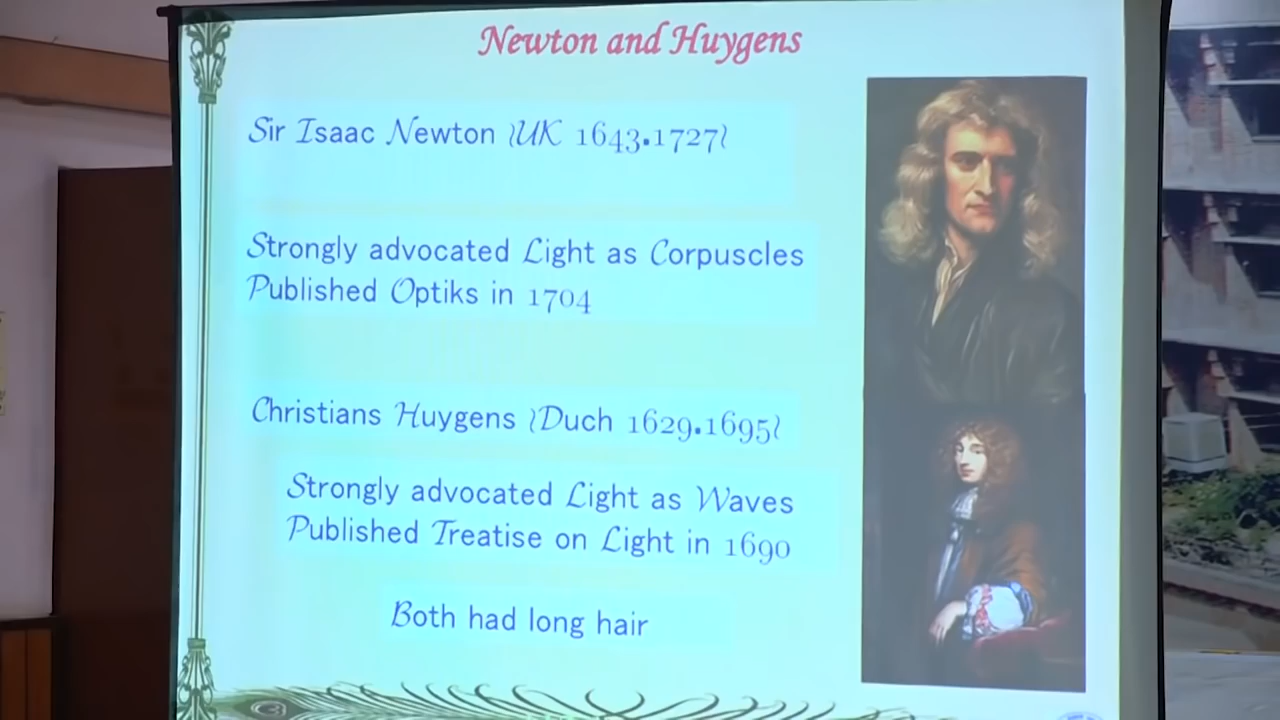 Newton and Huygens
Sir Isaac Newton (UK 1643-1727)
Strongly advocated Light as Corpuscles
Published Optiks in 1704
Christians Huygens (Duch 1629-1695)
Strongly advocated Light as Waves
Published Treatise on Light in 1690
Both had long hair